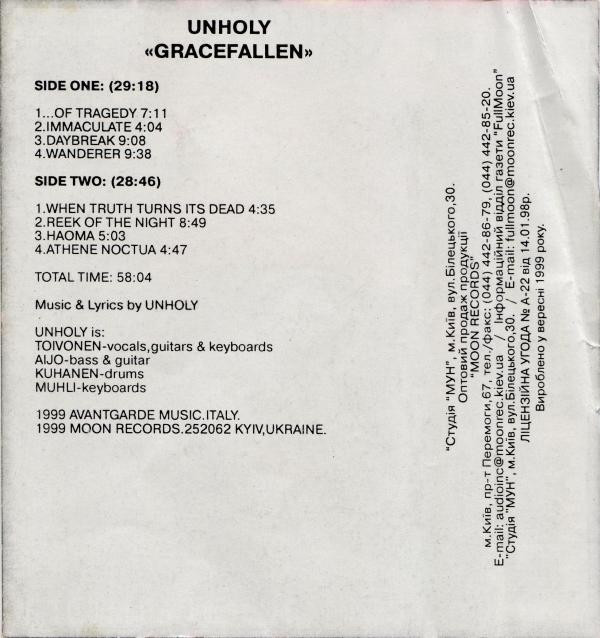 UNHOLY
«GRACEFALLEN»
SIDE ONE: (29:18)
1...OF TRAGEDY 7:11
2.IMMACULATE 4:04
3.DAYBREAK 9:08
4.WANDERER 9:38
SIDE TWO: (28:46)
1.WHEN TRUTH TURNS ITS DEAD 4:35
2.REEK OF THE NIGHT 8:49
3.HAOMA 5:03
4.ATHENE NOCTUA 4:47
TOTAL TIME: 58:04
Music & Lyrics by UNHOLY
UNHOLY is:
TOIVONEN-vocals,guitars & keyboards
AIJO-bass & guitar
KUHANEN-drums
MUHLI-keyboards
1999 AVANTGARDE MUSIC.ITALY.
1999 MOON RECORDS.252062 KYIV,UKRAINE.
"Студія "МУН", м.Київ, вул.Білецького,30.
Оптовий продаж продукції
"MOON RECORDS"
м.Київ, пр-т Перемоги,67, тел./факс: (044) 442-86-79, (044) 442-85-20.
E-mail: audioinc@moonrec.kiev.ua / Інформаційний відділ газети "FullMoon"
"Студія "МУН", м.Київ, вул.Білецького,30. / E-mail: fullmoon@moonrec.kiev.ua
ЛІЦЕНЗІЙНА УГОДА № А-22 від 14.01.98р.
Вироблено у вересні 1999 року.